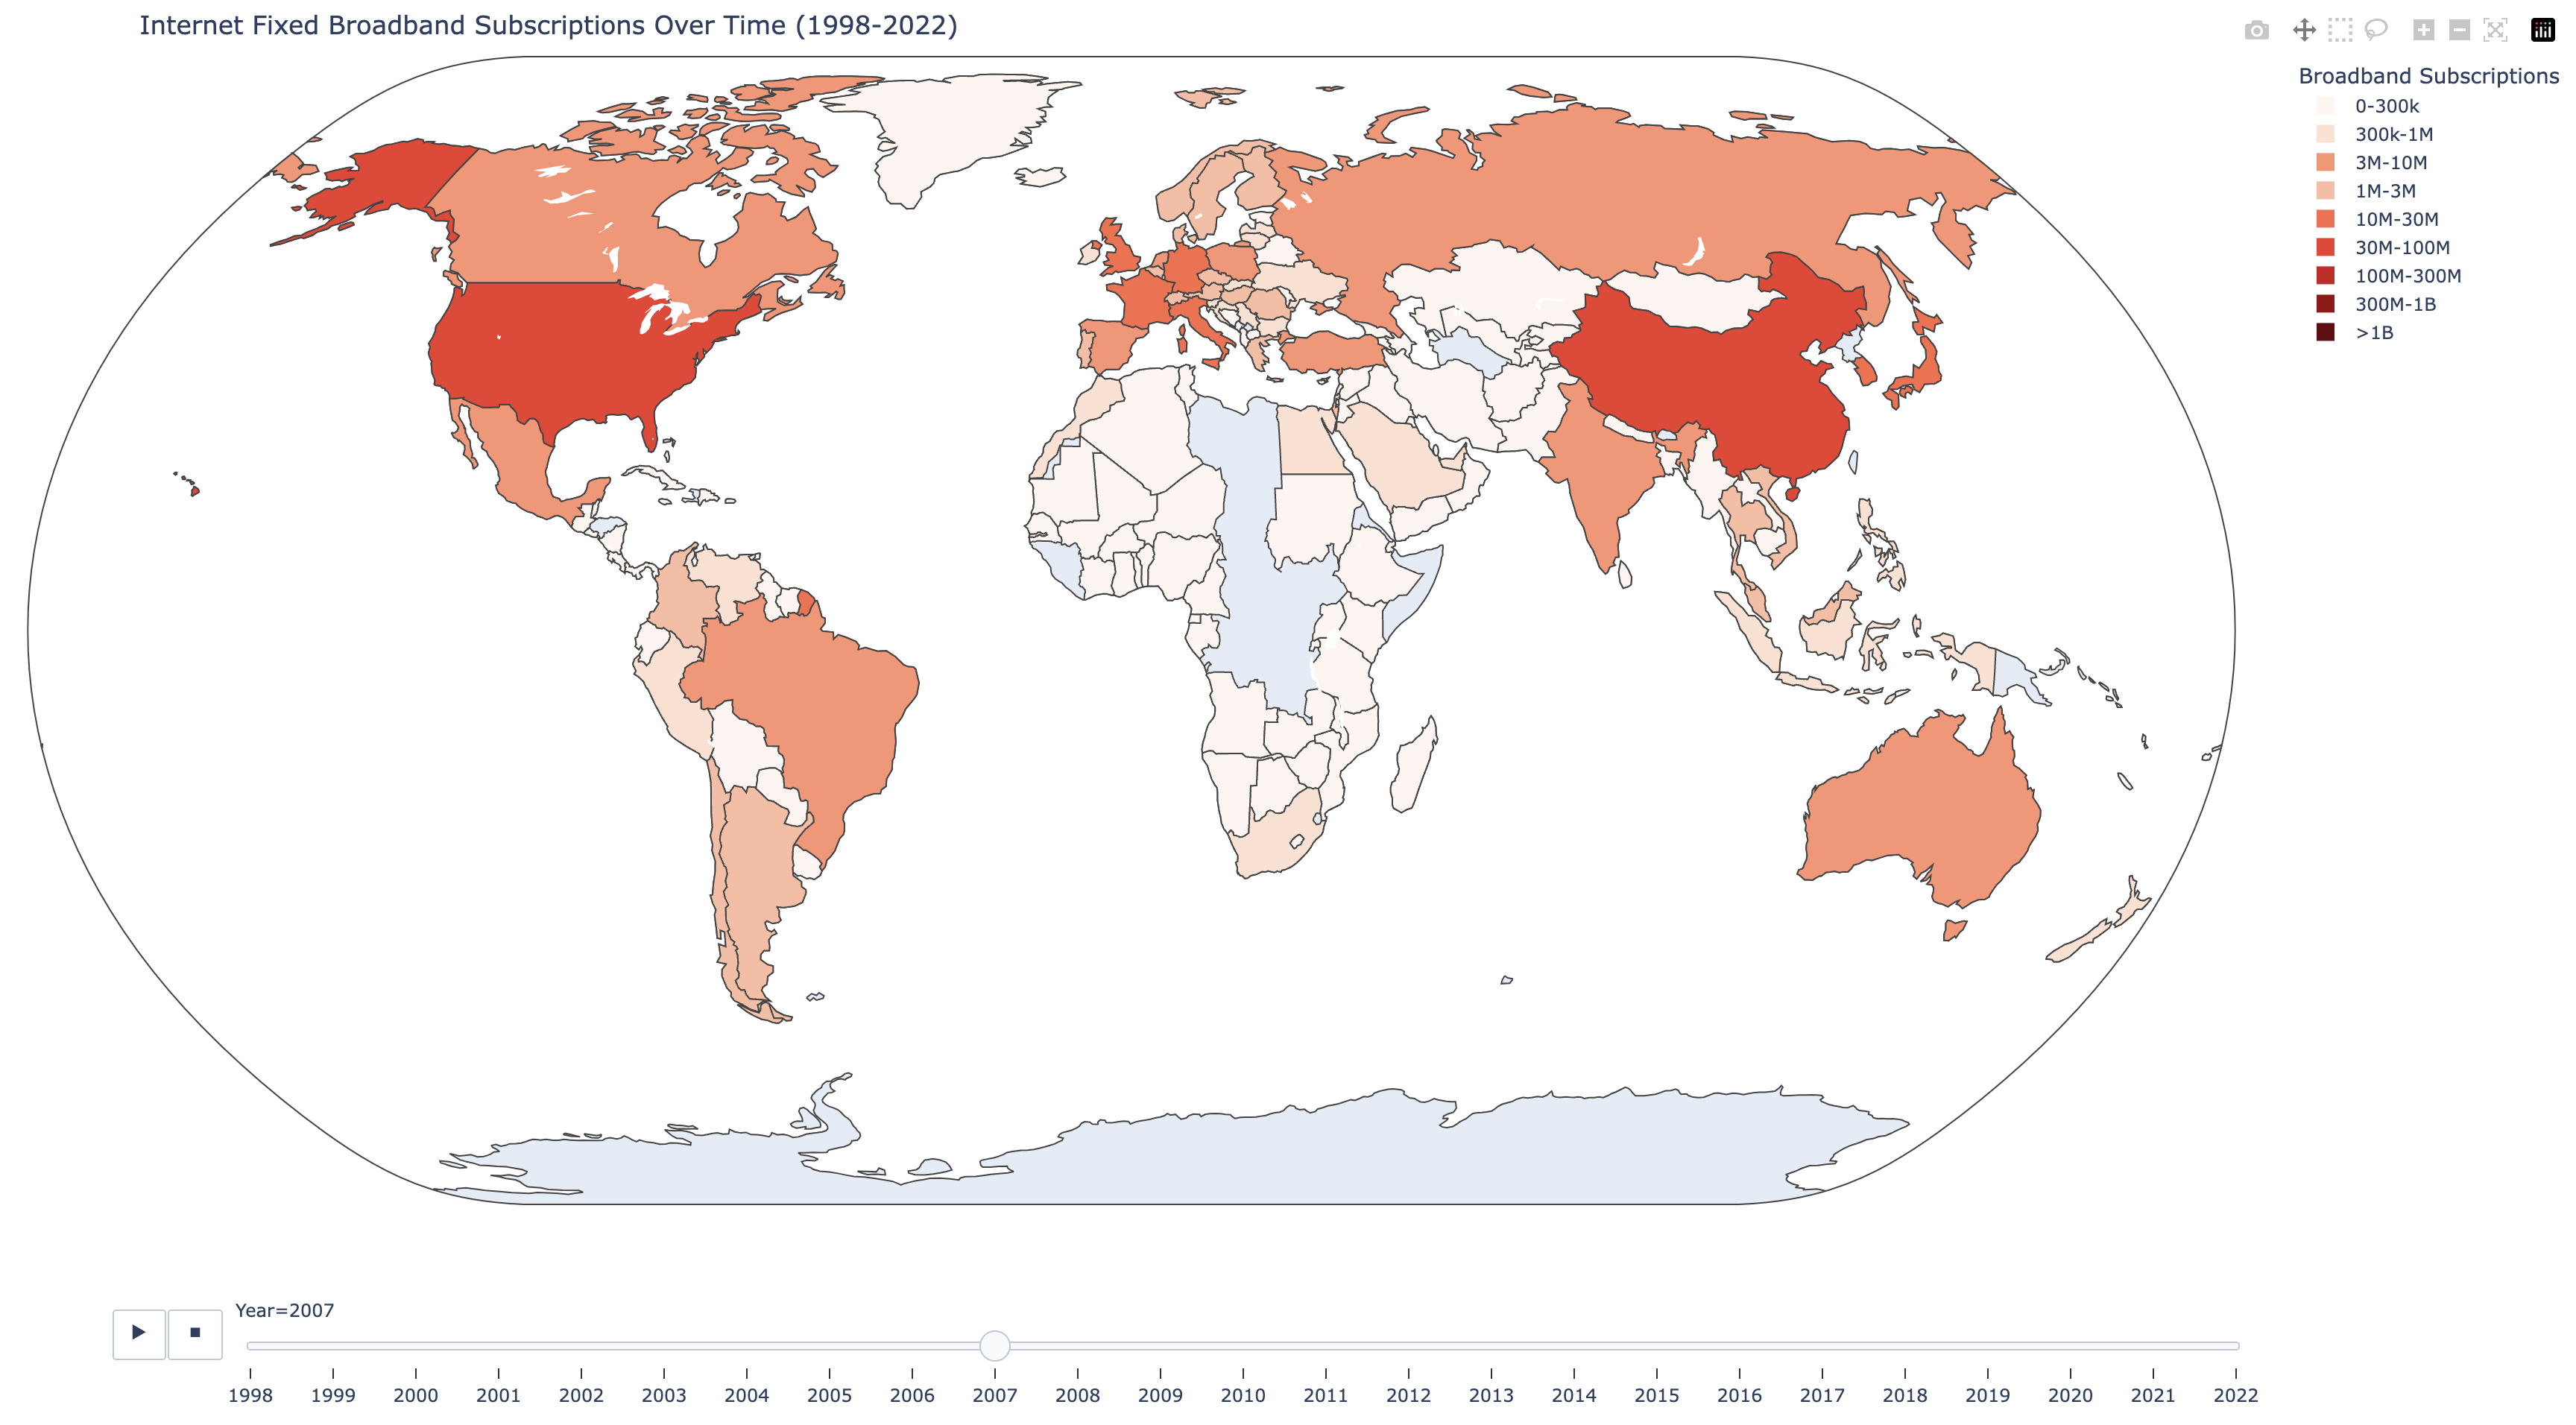 Internet Fixed Broadband Subscriptions Over Time (1998-2022)
Broadband Subscriptions
0-300k
300k-1M
3M-10M
1M-3M
10M-30M
30M-100M
100M-300M
300M-1B
>1B
Year=2007
1998 1999 2000 2001 2002 2003 2004 2005 2006 2007 2008 2009 2010 2011 2012 2013 2014 2015 2016 2017 2018 2019 2020 2021 2022